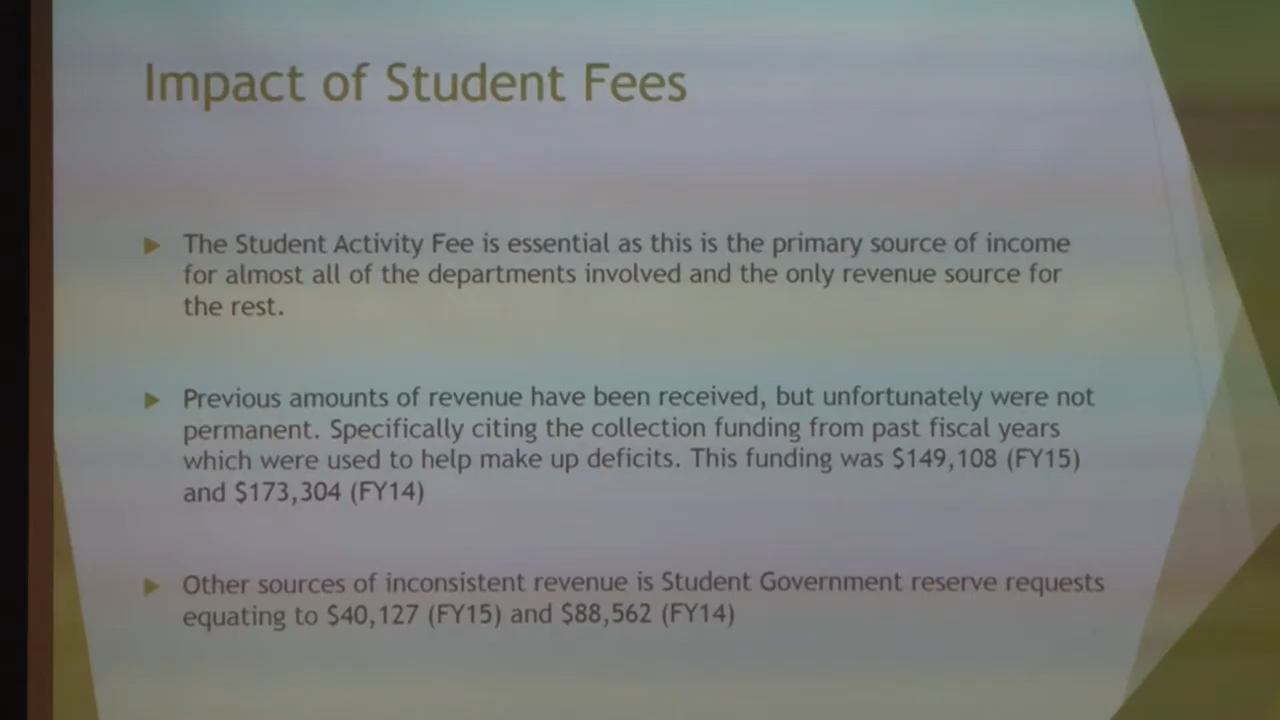 Impact of Student Fees
The Student Activity Fee is essential as this is the primary source of income
for almost all of the departments involved and the only revenue source for
the rest.
Previous amounts of revenue have been received, but unfortunately were not
permanent. Specifically citing the collection funding from past fiscal years
which were used to help make up deficits. This funding was $149,108 (FY15)
and $173,304 (FY14)
Other sources of inconsistent revenue is Student Government reserve requests
equating to $40,127 (FY15) and $88,562 (FY14)